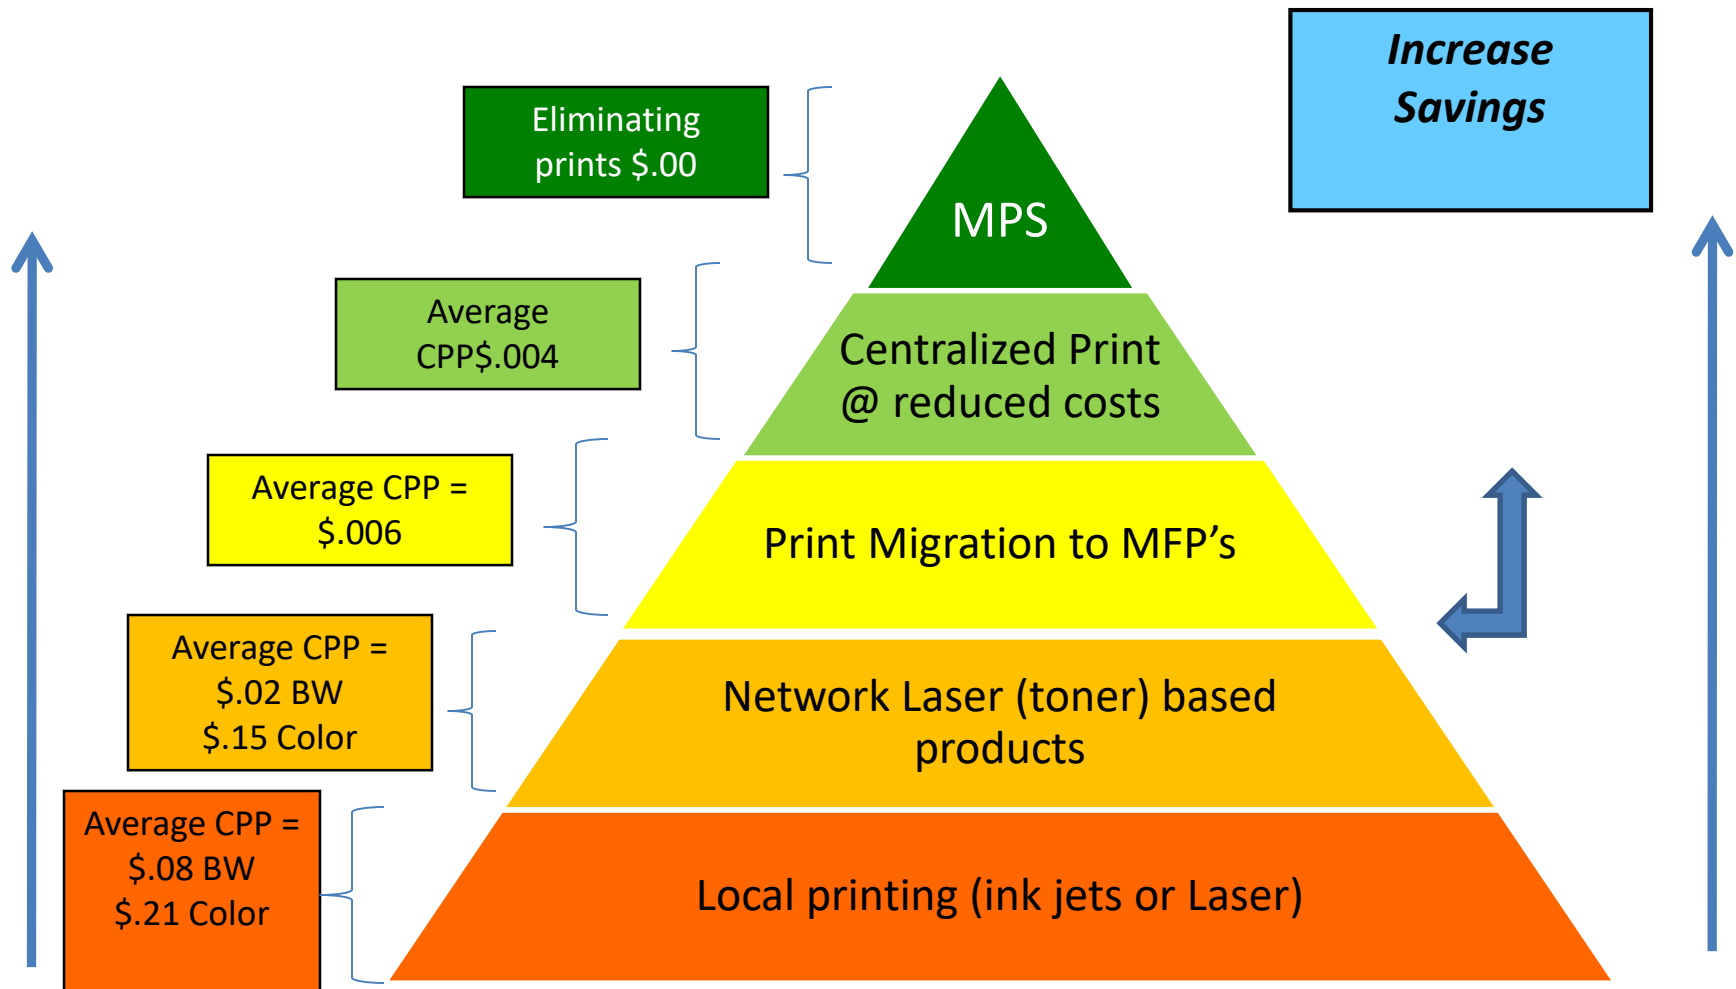 Increase
Savings
Eliminating
prints $.00
MPS
Average
CPP$.004
Centralized Print
@ reduced costs
Average CPP =
$.006
Print Migration to MFP’s
Average CPP =
$.02 BW
$.15 Color
Network Laser (toner) based
products
Average CPP =
$.08 BW
$.21 Color
Local printing (ink jets or Laser)